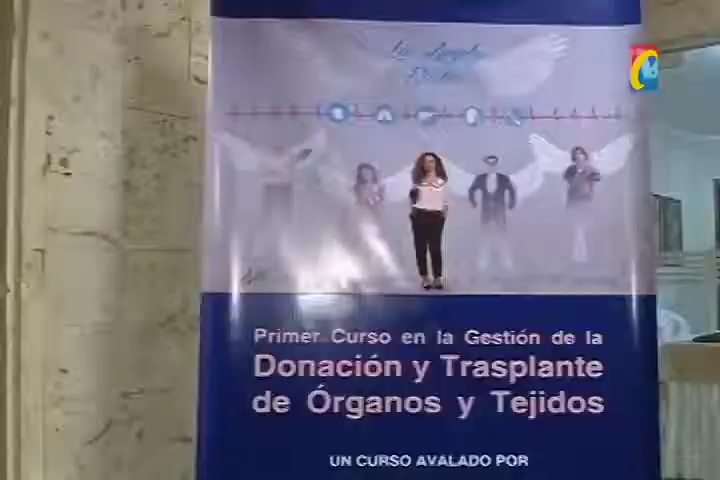 Primer Curso en la Gestión de la
Donación y Trasplante
de Órganos y Tejidos
UN CURSO AVALADO POR